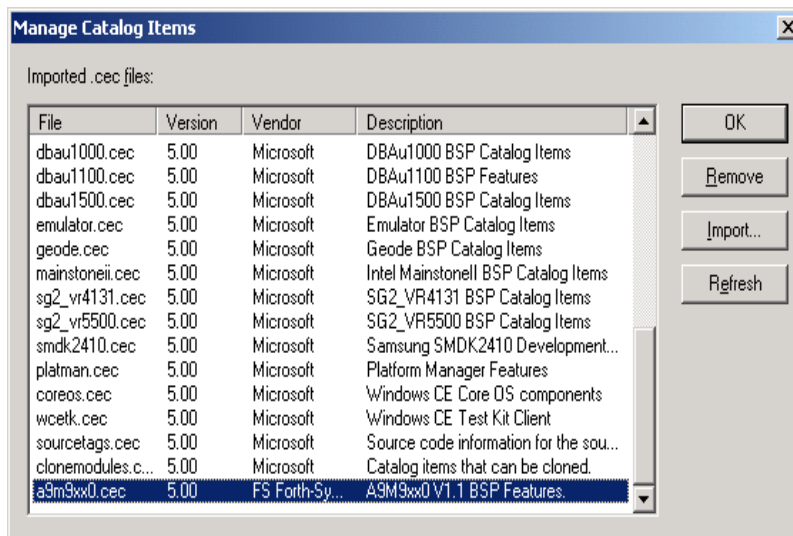 Manage Catalog Items
Imported .cec files:
File Version Vendor Description
dbau1000.cec 5.00 Microsoft DBAu1000 BSP Catalog Items
dbau1100.cec 5.00 Microsoft DBAu1100 BSP Features
dbau1500.cec 5.00 Microsoft DBAu1500 BSP Catalog Items
emulator.cec 5.00 Microsoft Emulator BSP Catalog Items
geode.cec 5.00 Microsoft Geode BSP Catalog Items
mainstoneii.cec 5.00 Microsoft Intel MainstoneII BSP Catalog Items
sg2_vr4131.cec 5.00 Microsoft SG2_VR4131 BSP Catalog Items
sg2_vr5500.cec 5.00 Microsoft SG2_VR5500 BSP Catalog Items
smdk2410.cec 5.00 Microsoft Samsung SMDK2410 Development...
platman.cec 5.00 Microsoft Platform Manager Features
coreos.cec 5.00 Microsoft Windows CE Core OS components
wcetk.cec 5.00 Microsoft Windows CE Test Kit Client
sourcetags.cec 5.00 Microsoft Source code information for the sou...
clonemodules.c... 5.00 Microsoft Catalog items that can be cloned.
a9m9xx0.cec 5.00 FS Forth-Sy... A9M9xx0 V1.1 BSP Features.
OK
Remove
Import...
Refresh